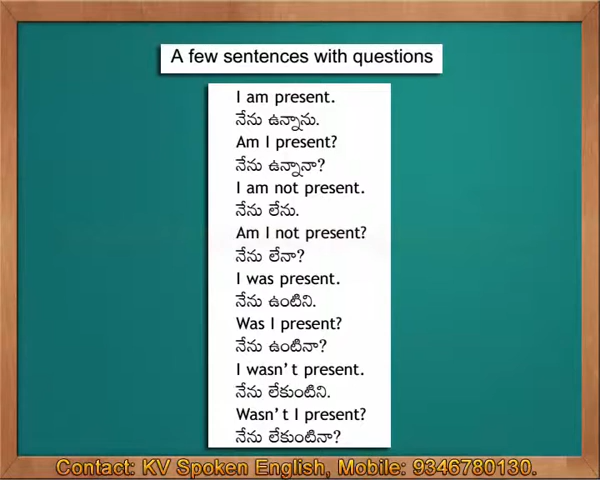 A few sentences with questions
I am present.
నేను ఉన్నాను.
Am I present?
నేను ఉన్నానా?
I am not present.
నేను లేను.
Am I not present?
నేను లేనా?
I was present.
నేను ఉంటిని.
Was I present?
నేను ఉంటినా?
I wasn't present.
నేను లేకుంటిని.
Wasn't I present?
నేను లేకుంటినా?
Contact: KV Spoken English, Mobile: 9346780130.